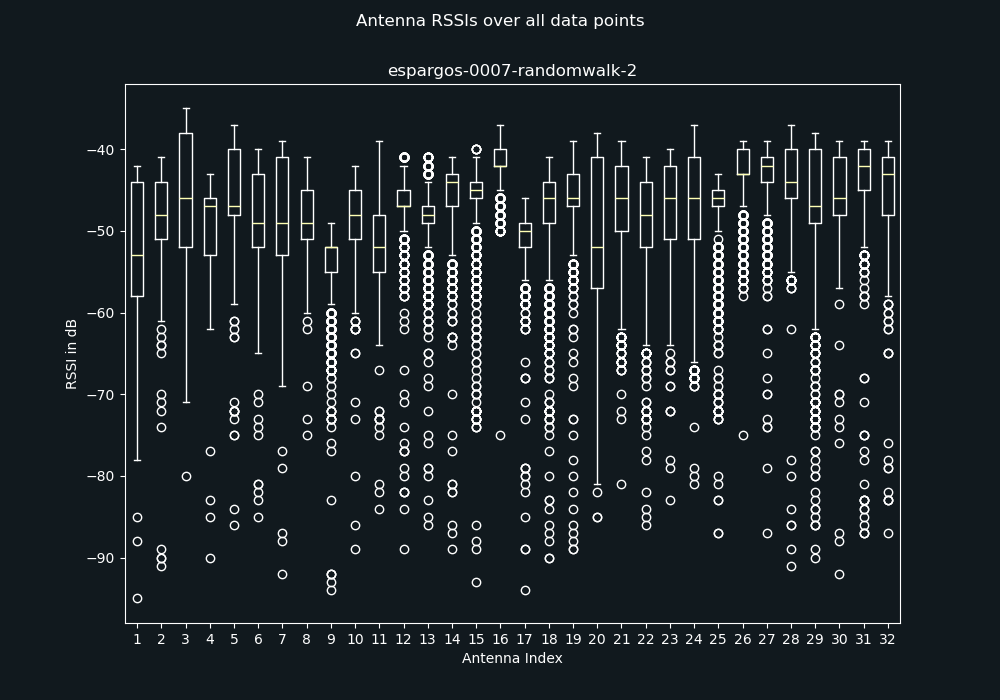 Antenna RSSIs over all data points
espargos-0007-randomwalk-2
RSSI in dB
−40
−50
−60
−70
−80
−90
1 2 3 4 5 6 7 8 9 10 11 12 13 14 15 16 17 18 19 20 21 22 23 24 25 26 27 28 29 30 31 32
Antenna Index